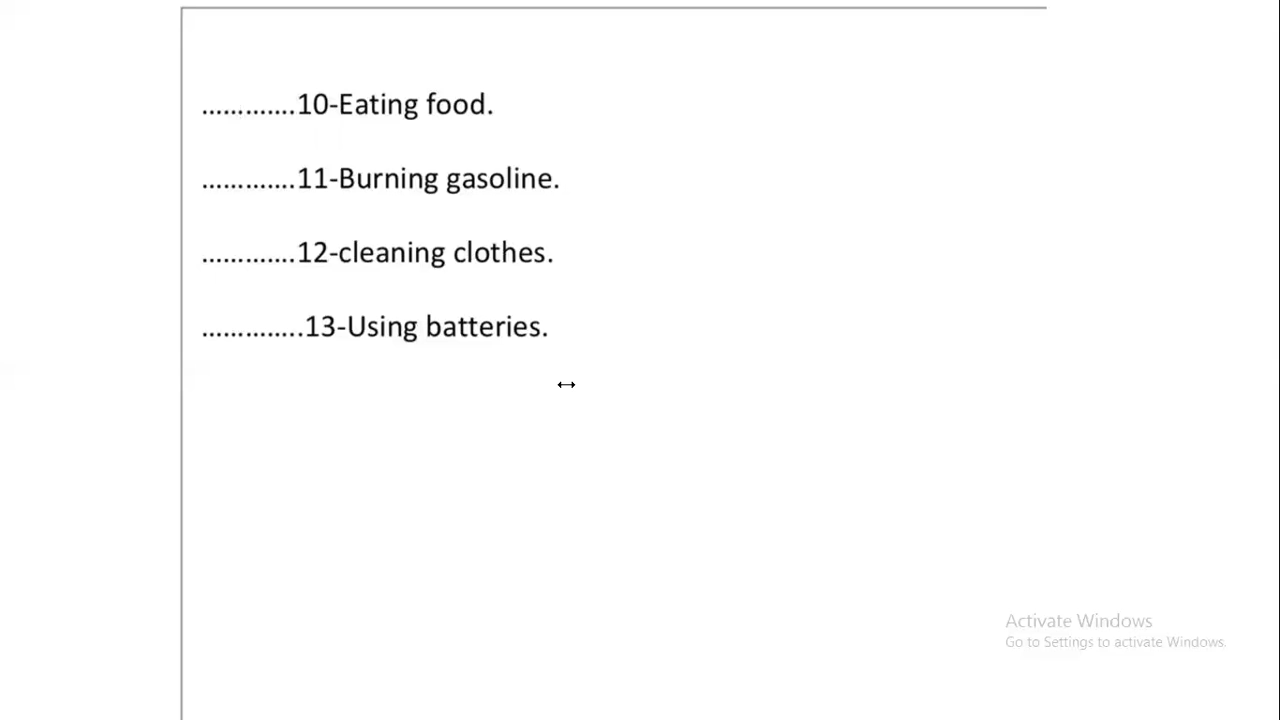 .............10-Eating food.
.............11-Burning gasoline.
.............12-cleaning clothes.
..............13-Using batteries.
Activate Windows
Go to Settings to activate Windows.